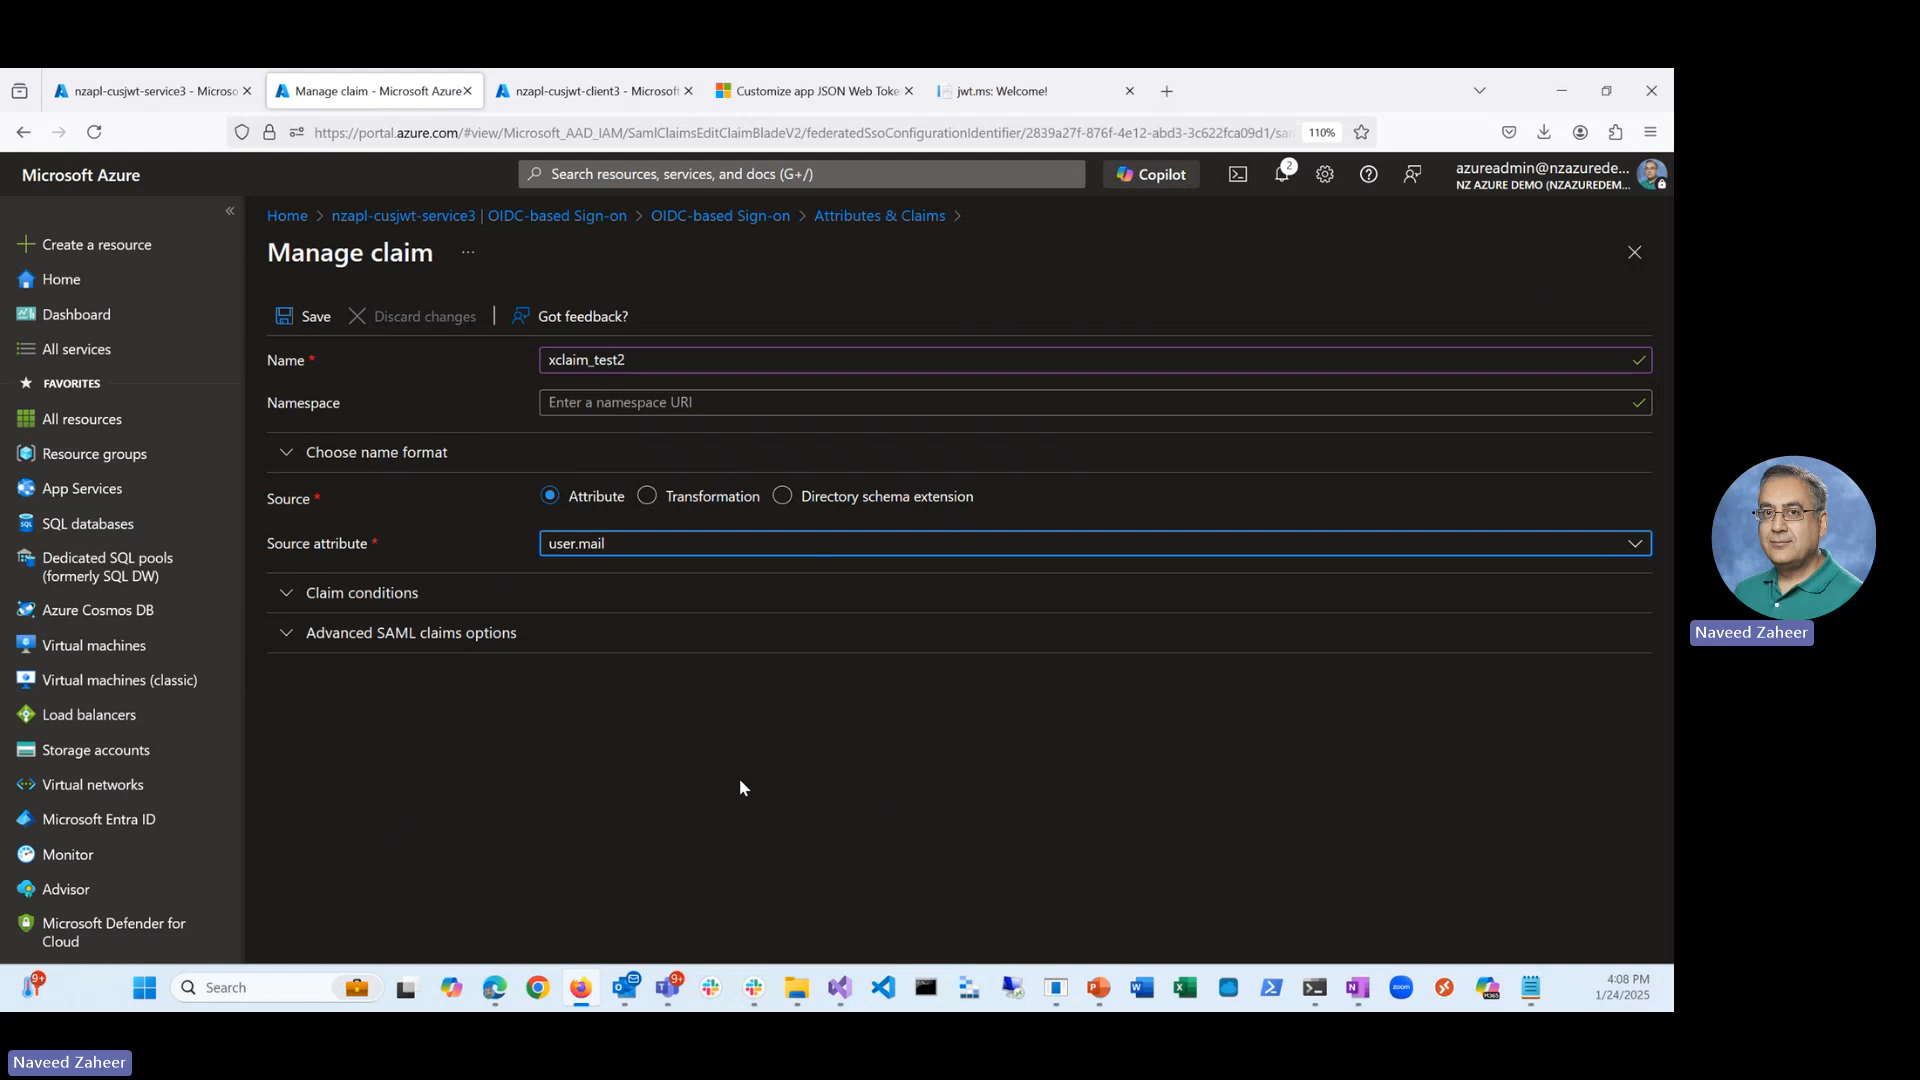 nzapl-cusjwt-service3 - Microso
Manage claim - Microsoft Azure
nzapl-cusjwt-client3 - Microsoft
Customize app JSON Web Toke
jwt.ms: Welcome!
https://portal.azure.com/#view/Microsoft_AAD_IAM/SamlClaimsEditClaimBladeV2/federatedSsoConfigurationIdentifier/2839a27f-876f-4e12-abd3-3c622fca09d1/sa
110%
Microsoft Azure
Search resources, services, and docs (G+/)
Copilot
2
azureadmin@nzazurede...
NZ AZURE DEMO (NZAZUREDEM...
Create a resource
Home
Dashboard
All services
FAVORITES
All resources
Resource groups
App Services
SQL databases
Dedicated SQL pools
(formerly SQL DW)
Azure Cosmos DB
Virtual machines
Virtual machines (classic)
Load balancers
Storage accounts
Virtual networks
Microsoft Entra ID
Monitor
Advisor
Microsoft Defender for
Cloud
Home > nzapl-cusjwt-service3 | OIDC-based Sign-on > OIDC-based Sign-on > Attributes & Claims >
Manage claim ...
Save
Discard changes
Got feedback?
Name *
xclaim_test2
Namespace
Enter a namespace URI
Choose name format
Source *
Attribute
Transformation
Directory schema extension
Source attribute *
user.mail
Claim conditions
Advanced SAML claims options
9+
Search
9+
zoom
M365
4:08 PM
1/24/2025
Naveed Zaheer
Naveed Zaheer